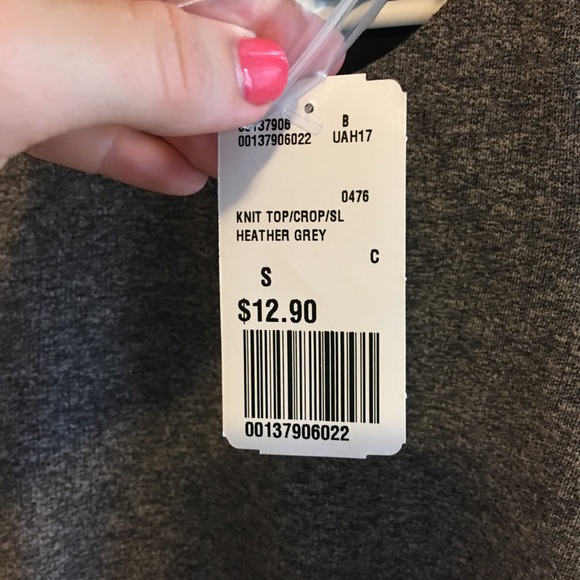 00137906 B
00137906022 UAH17
0476
KNIT TOP/CROP/SL
HEATHER GREY
C
S
$12.90
00137906022